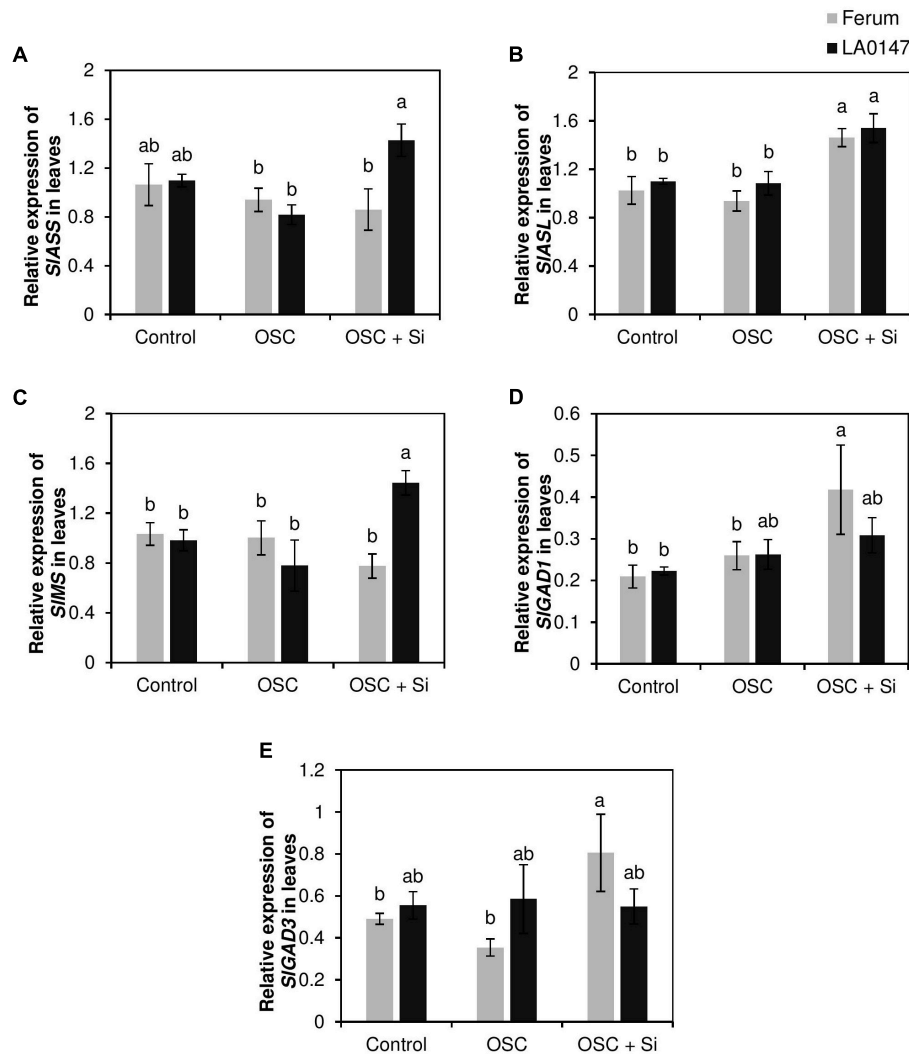 Ferum
LA0147
A
Relative expression of
SlASS in leaves
2
1.6
1.2
0.8
0.4
0
ab
ab
b
b
b
a
Control
OSC
OSC + Si
B
Relative expression of
SlASL in leaves
2
1.6
1.2
0.8
0.4
0
b
b
b
b
a
a
Control
OSC
OSC + Si
C
Relative expression of
SlMS in leaves
2
1.6
1.2
0.8
0.4
0
b
b
b
b
b
a
Control
OSC
OSC + Si
D
Relative expression of
SlGAD1 in leaves
0.6
0.5
0.4
0.3
0.2
0.1
0
b
b
b
ab
a
ab
Control
OSC
OSC + Si
E
Relative expression of
SlGAD3 in leaves
1.2
1
0.8
0.6
0.4
0.2
0
b
ab
b
ab
a
ab
Control
OSC
OSC + Si